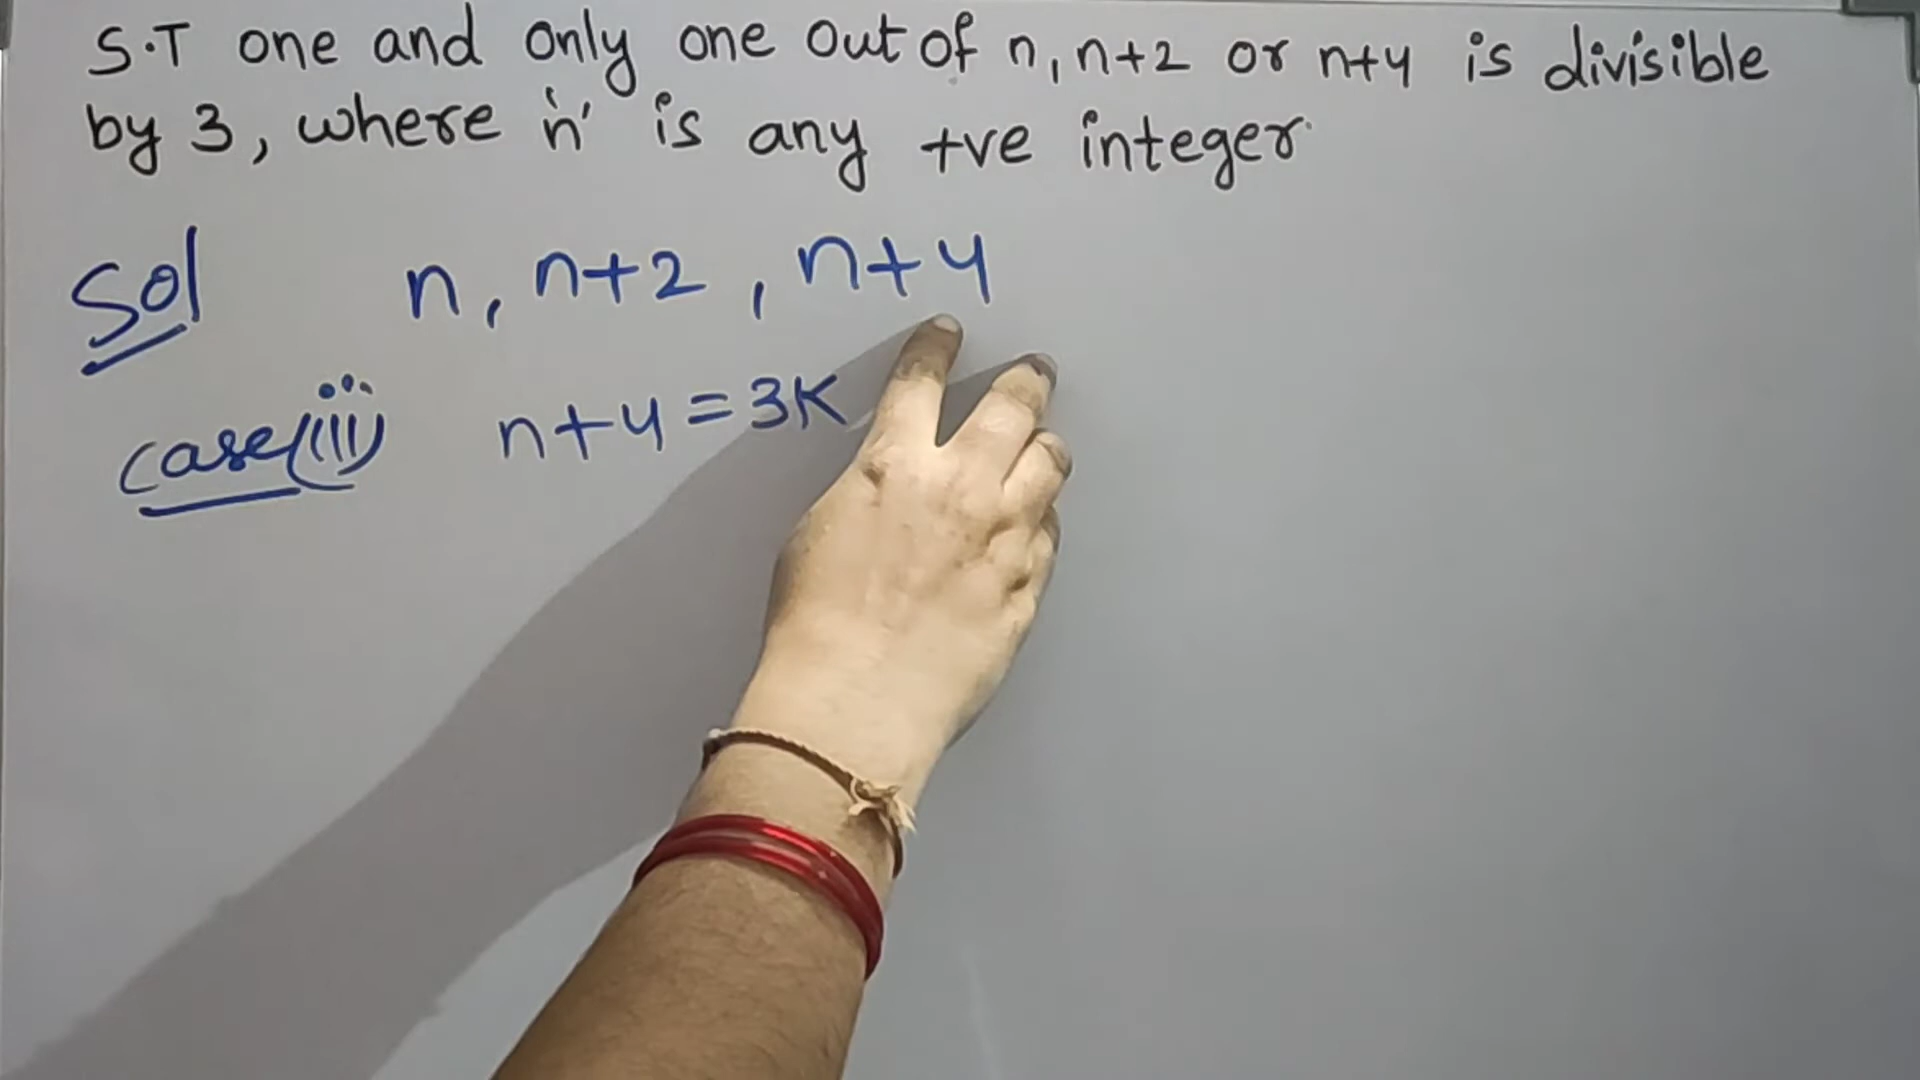 S.T one and only one out of n, n+2 or n+4 is divisible
by 3, where 'n' is any +ve integer.
Sol n, n+2, n+4
case(iii) n+4=3K